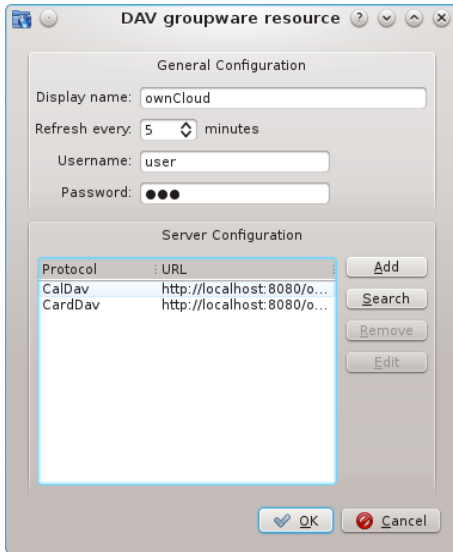 DAV groupware resource
General Configuration
Display name: ownCloud
Refresh every: 5 minutes
Username: user
Password: ●●●
Server Configuration
Protocol URL
CalDav http://localhost:8080/o...
CardDav http://localhost:8080/o...
Add
Search
Remove
Edit
OK Cancel